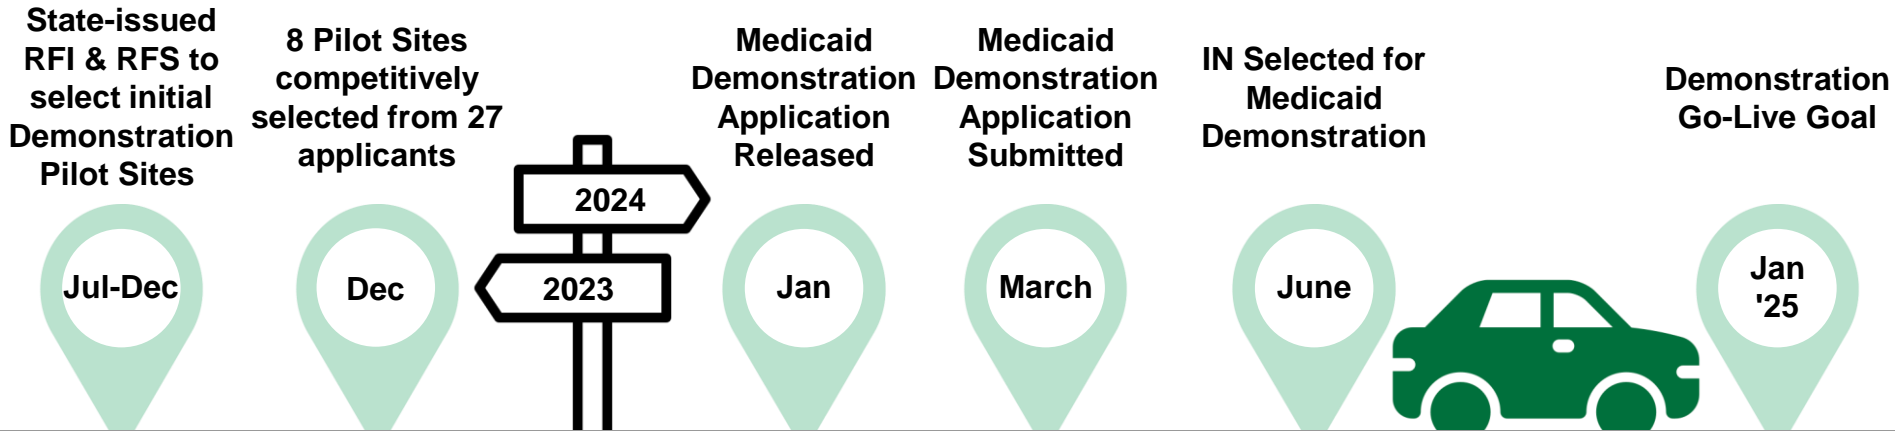 State-issued
RFI & RFS to
select initial
Demonstration
Pilot Sites
Jul-Dec
8 Pilot Sites
competitively
selected from 27
applicants
Dec
2024
2023
Medicaid
Demonstration
Application
Released
Jan
Medicaid
Demonstration
Application
Submitted
March
IN Selected for
Medicaid
Demonstration
June
Demonstration
Go-Live Goal
Jan
'25